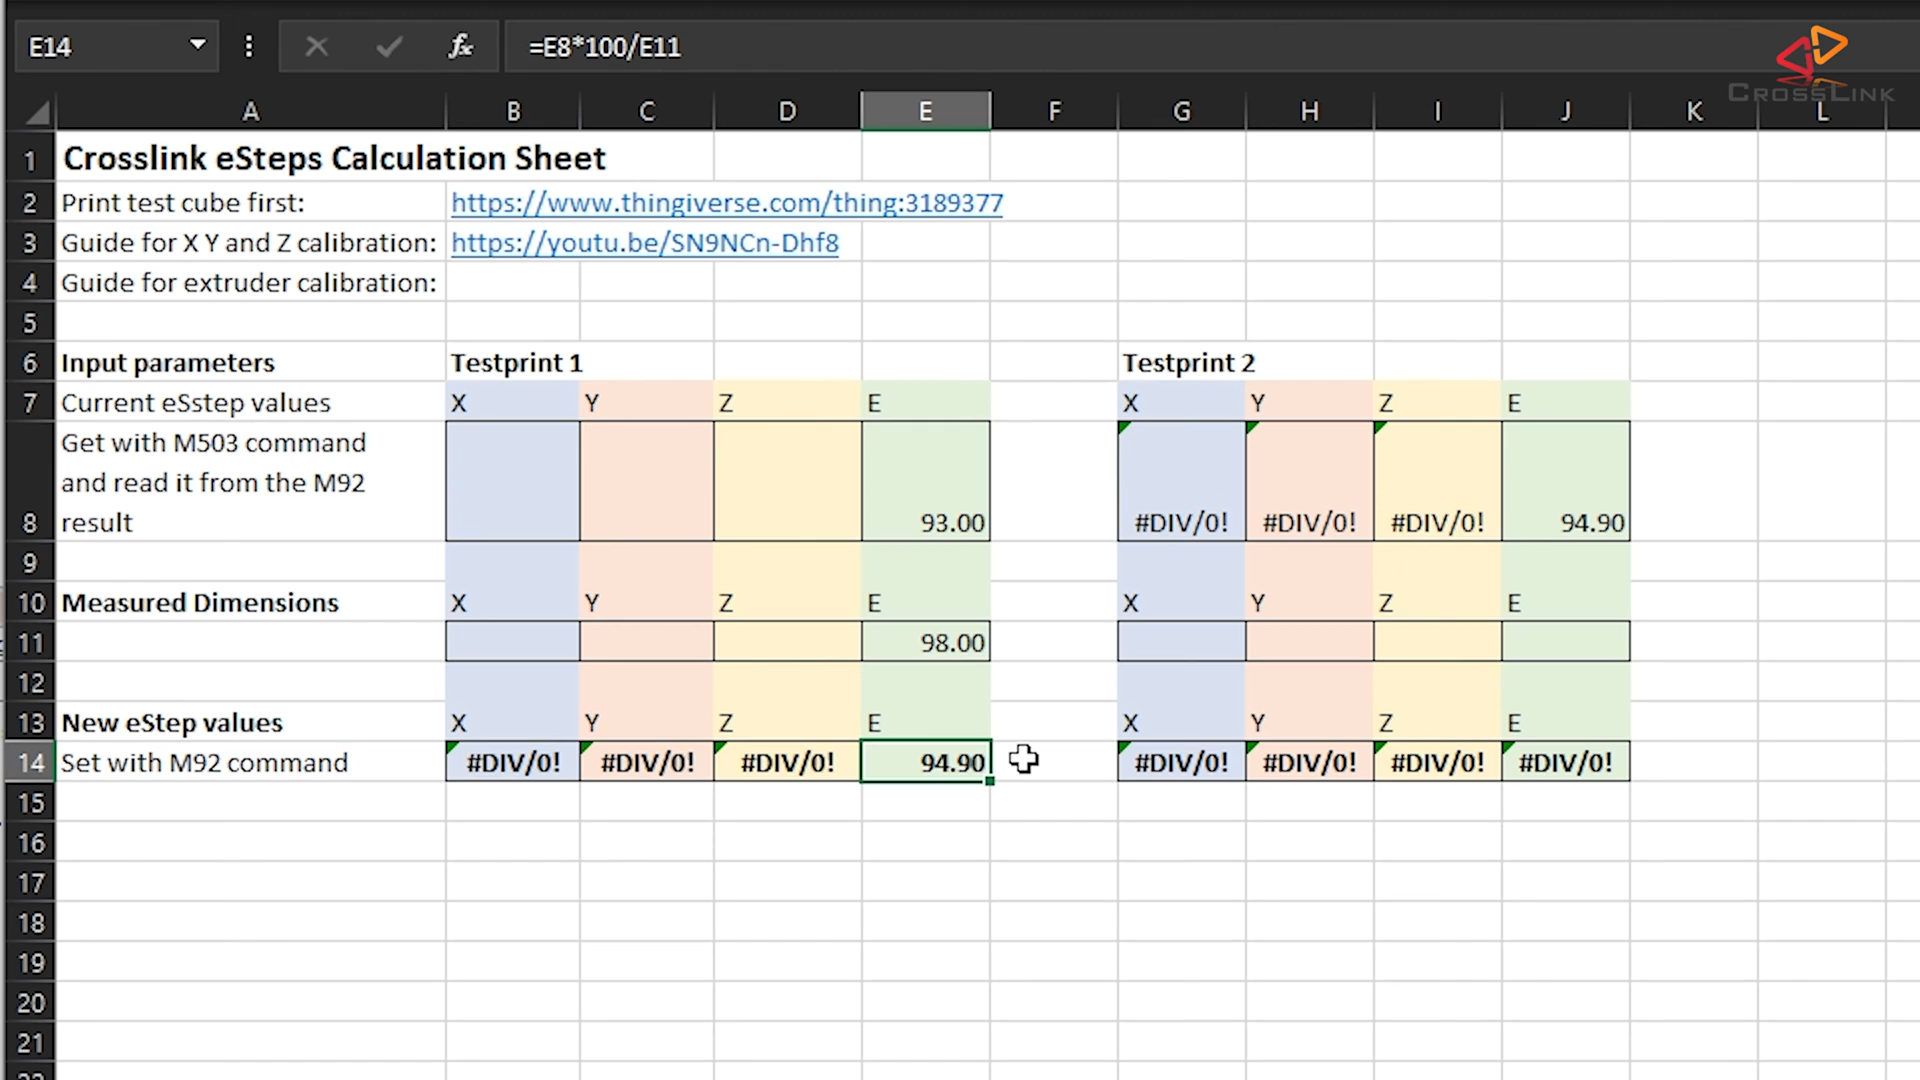 E14
fx
=E8*100/E11
CROSSLINK
A B C D E F G H I J K L
1 Crosslink eSteps Calculation Sheet
2 Print test cube first: https://www.thingiverse.com/thing:3189377
3 Guide for X Y and Z calibration: https://youtu.be/SN9NCn-Dhf8
4 Guide for extruder calibration:
5
6 Input parameters Testprint 1 Testprint 2
7 Current eSstep values X Y Z E X Y Z E
Get with M503 command
and read it from the M92
8 result 93.00 #DIV/0! #DIV/0! #DIV/0! 94.90
9
10 Measured Dimensions X Y Z E X Y Z E
11 98.00
12
13 New eStep values X Y Z E X Y Z E
14 Set with M92 command #DIV/0! #DIV/0! #DIV/0! 94.90 #DIV/0! #DIV/0! #DIV/0! #DIV/0!
15
16
17
18
19
20
21